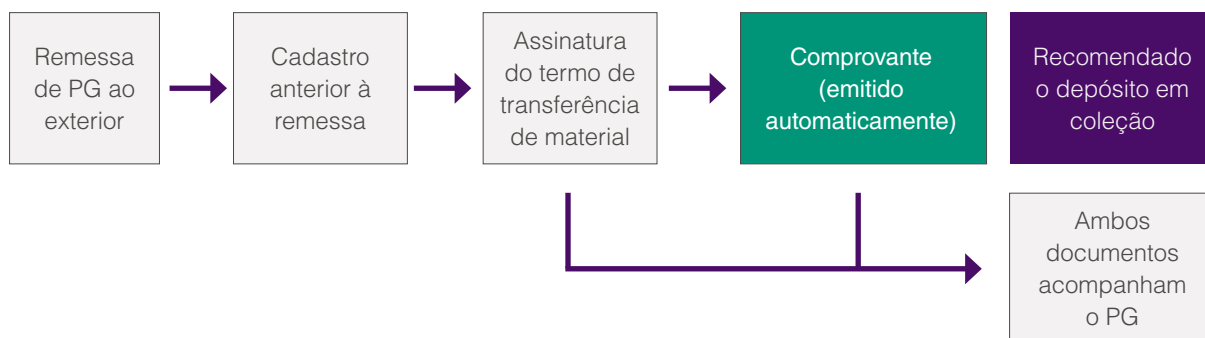 Remessa
de PG ao
exterior
Cadastro
anterior à
remessa
Assinatura
do termo de
transferência
de material
Comprovante
(emitido
automaticamente)
Recomendado
o depósito em
coleção
Ambos
documentos
acompanham
o PG